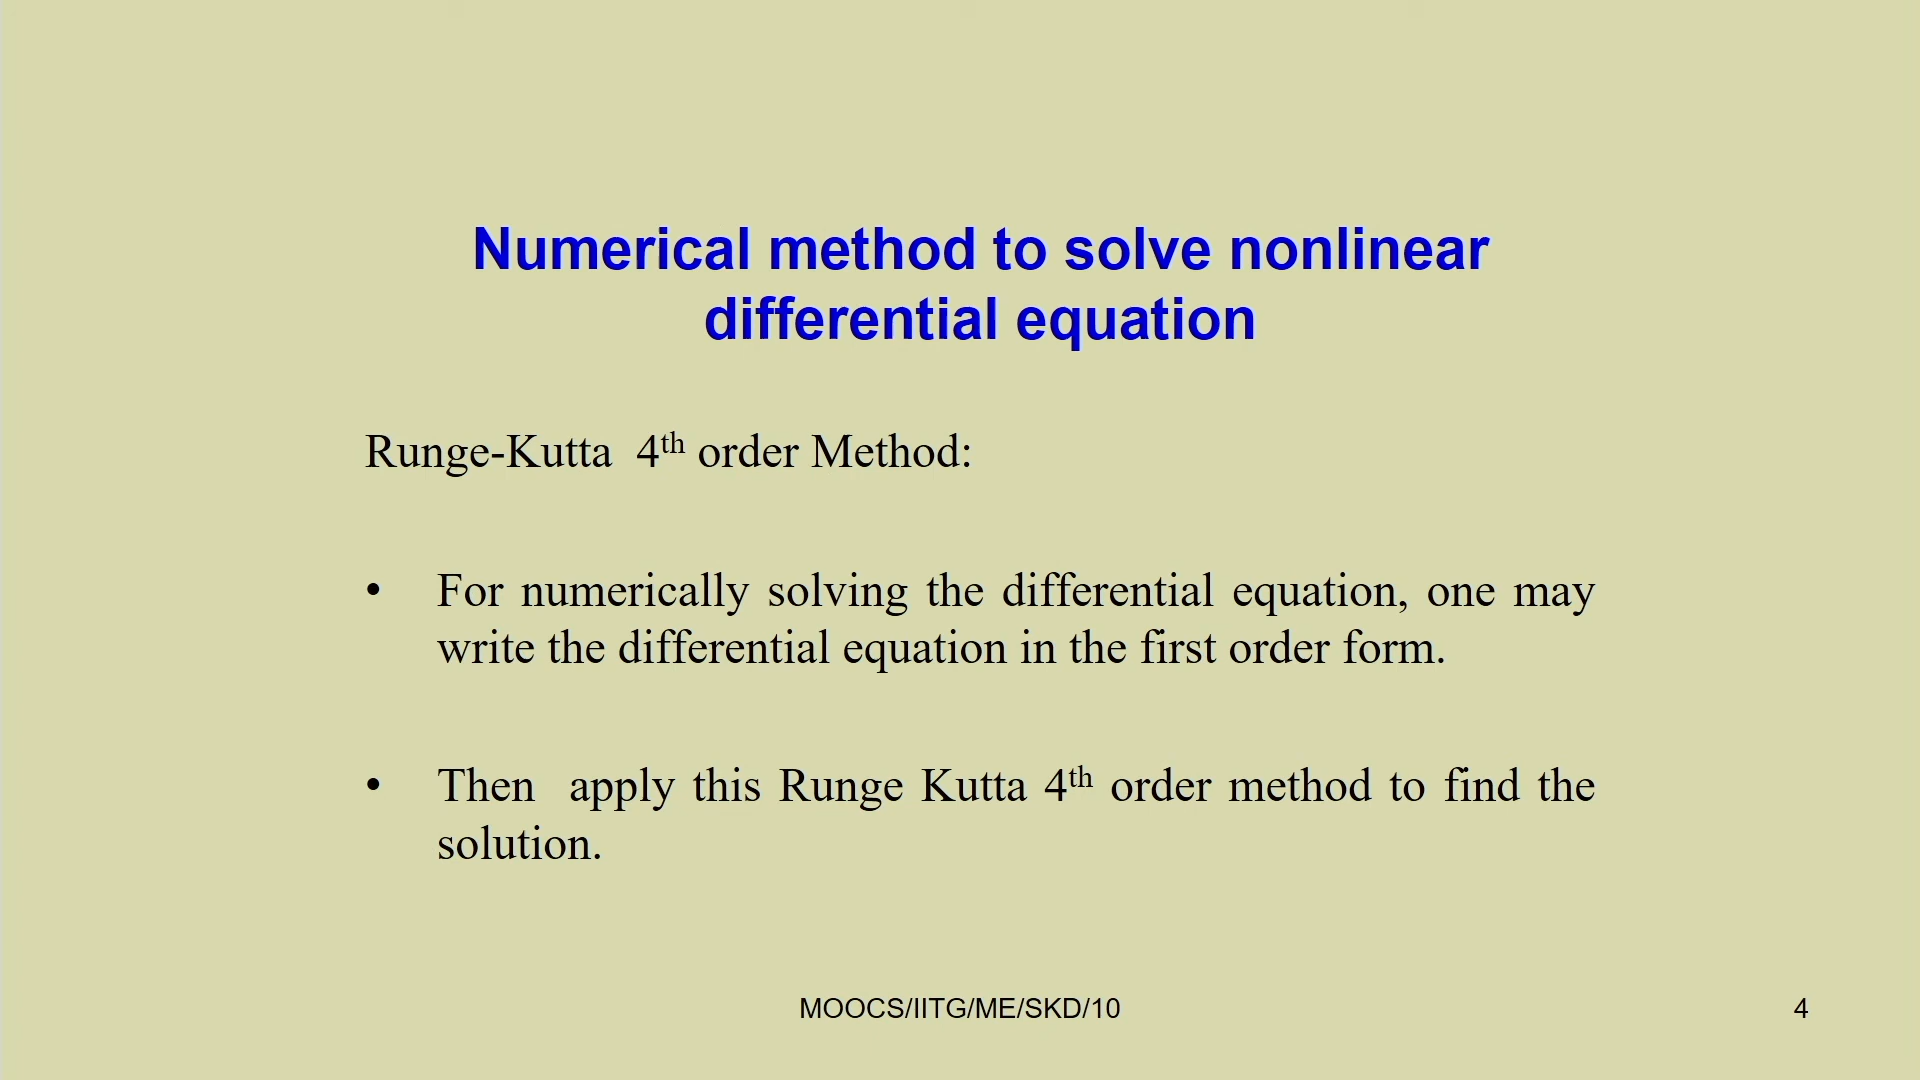 Numerical method to solve nonlinear
differential equation
Runge-Kutta 4th order Method:
• For numerically solving the differential equation, one may
write the differential equation in the first order form.
• Then apply this Runge Kutta 4th order method to find the
solution.
MOOCS/IITG/ME/SKD/10
4